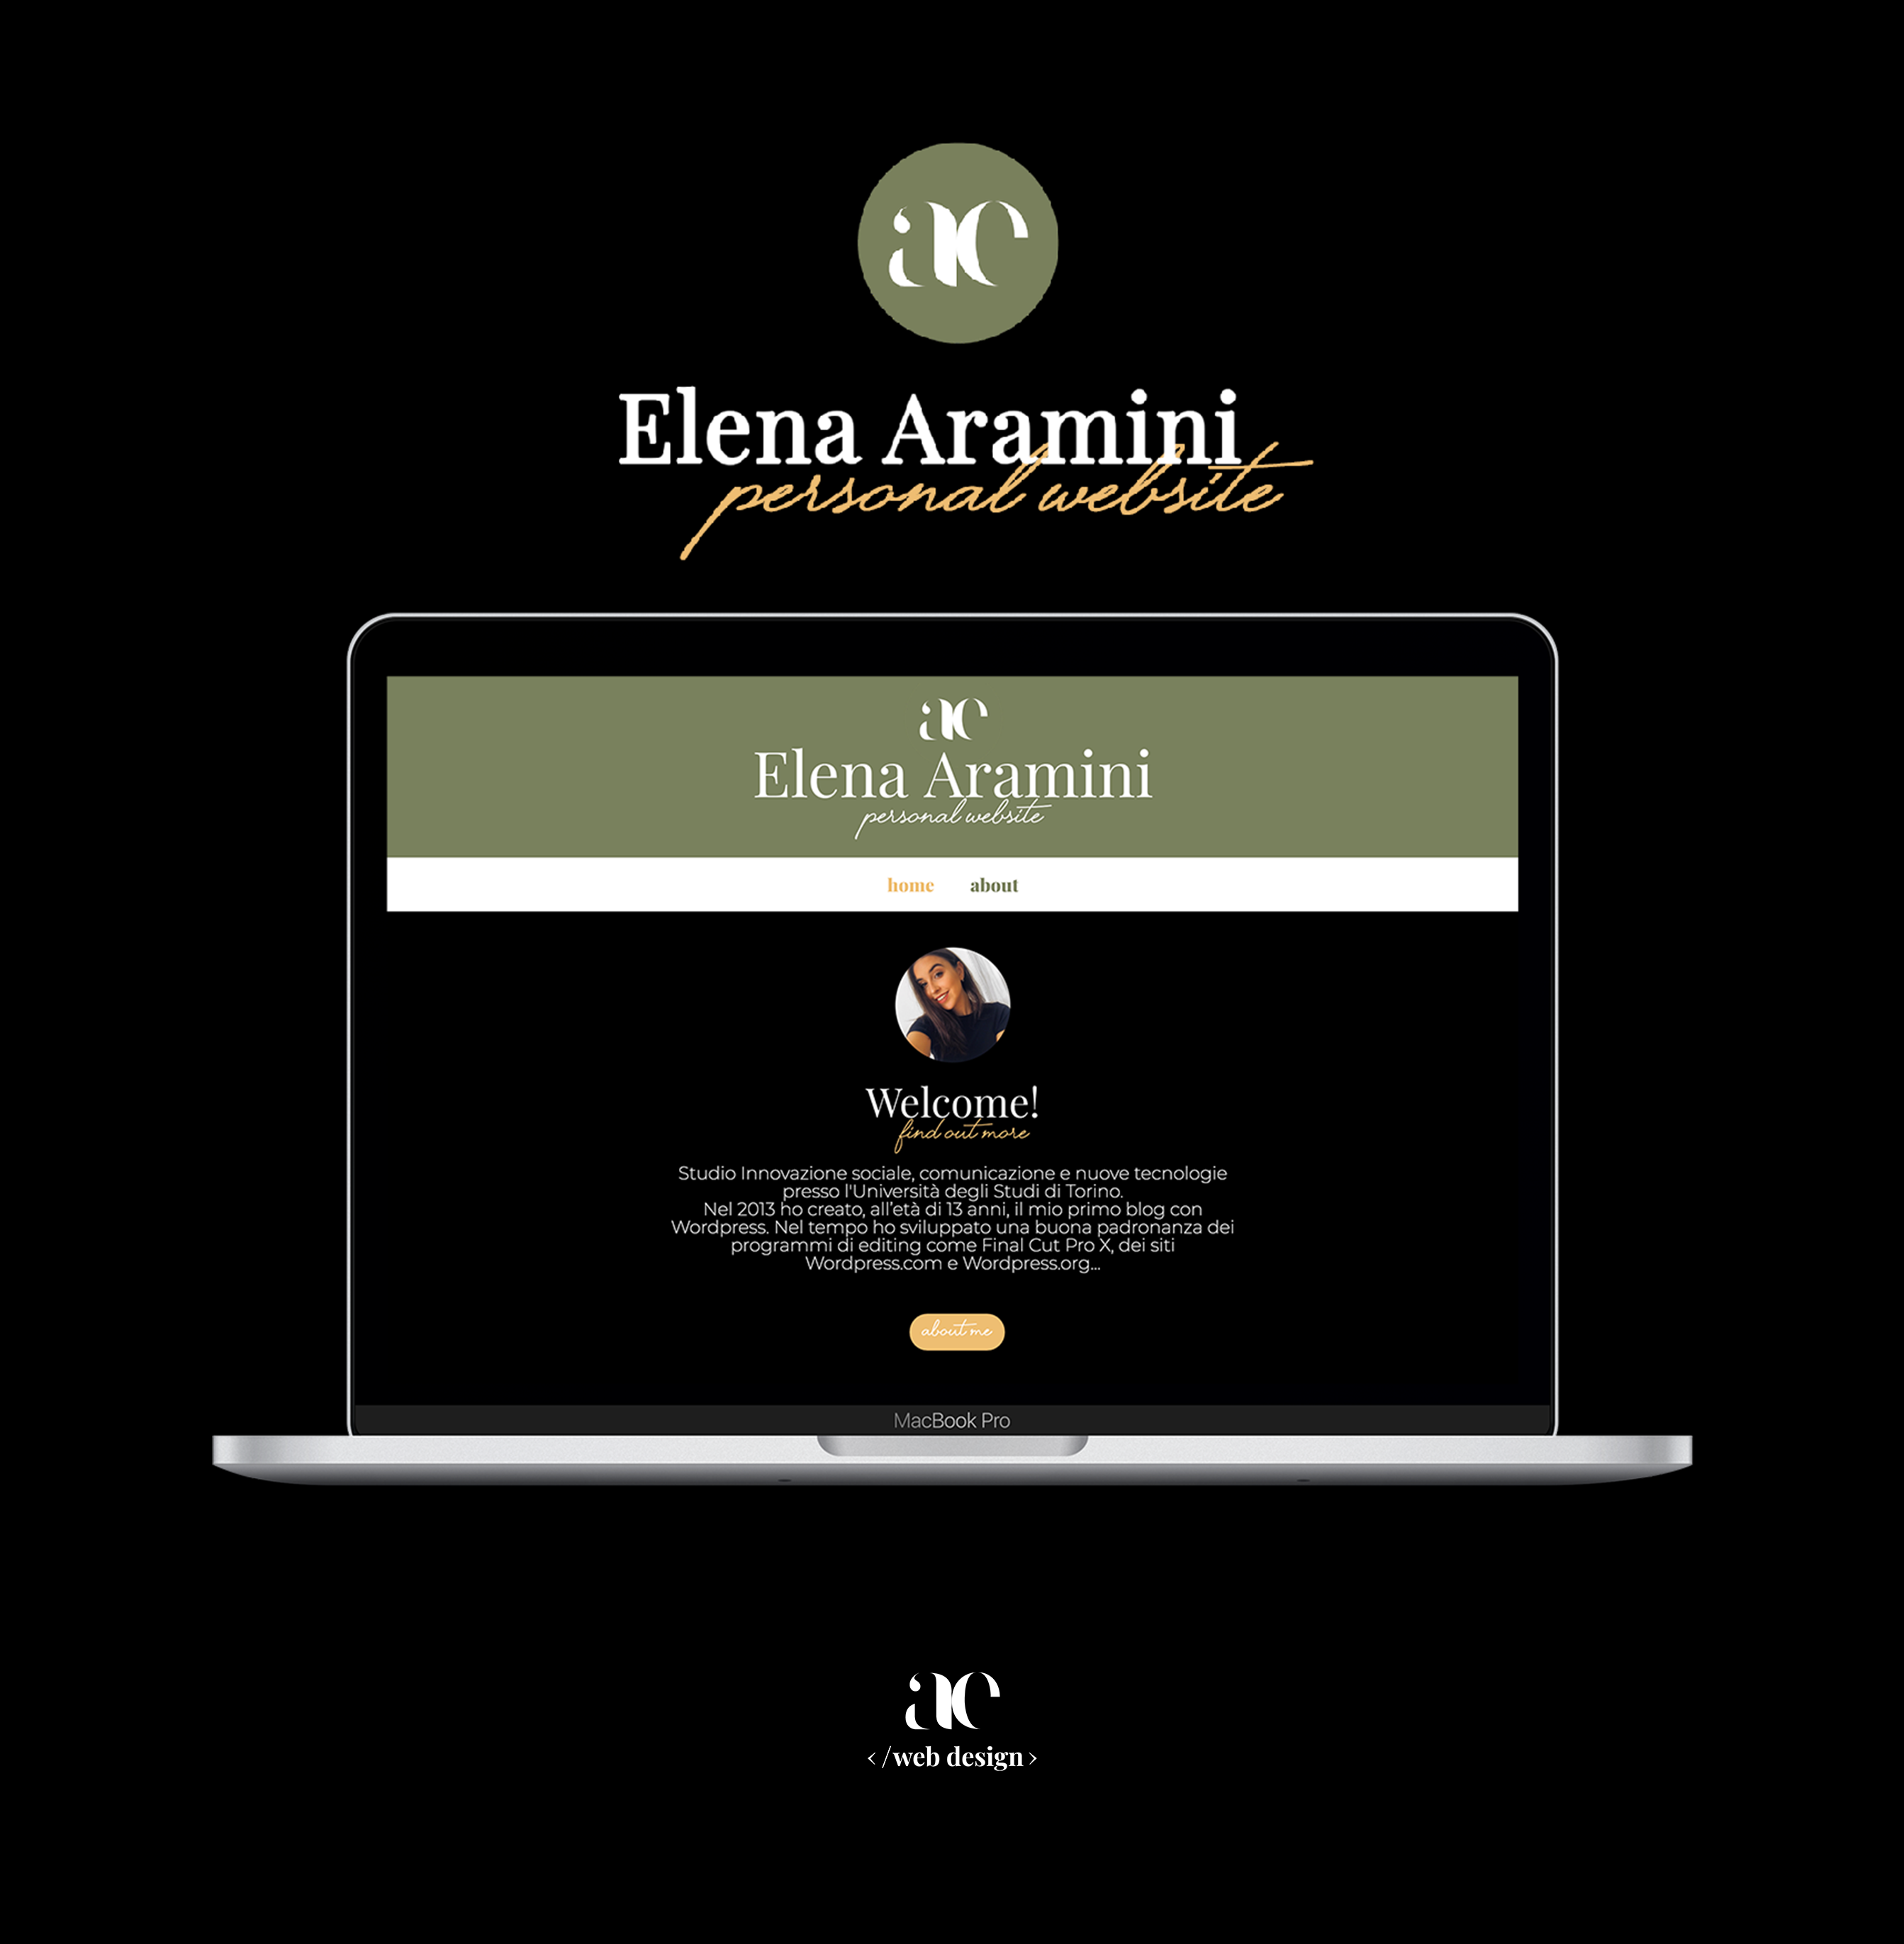 ae
Elena Aramini
personal website
ae
Elena Aramini
personal website
home about
Welcome!
find out more
Studio Innovazione sociale, comunicazione e nuove tecnologie
presso l'Università degli Studi di Torino.
Nel 2013 ho creato, all’età di 13 anni, il mio primo blog con
Wordpress. Nel tempo ho sviluppato una buona padronanza dei
programmi di editing come Final Cut Pro X, dei siti
Wordpress.com e Wordpress.org...
about me
MacBook Pro
ae
</web design>